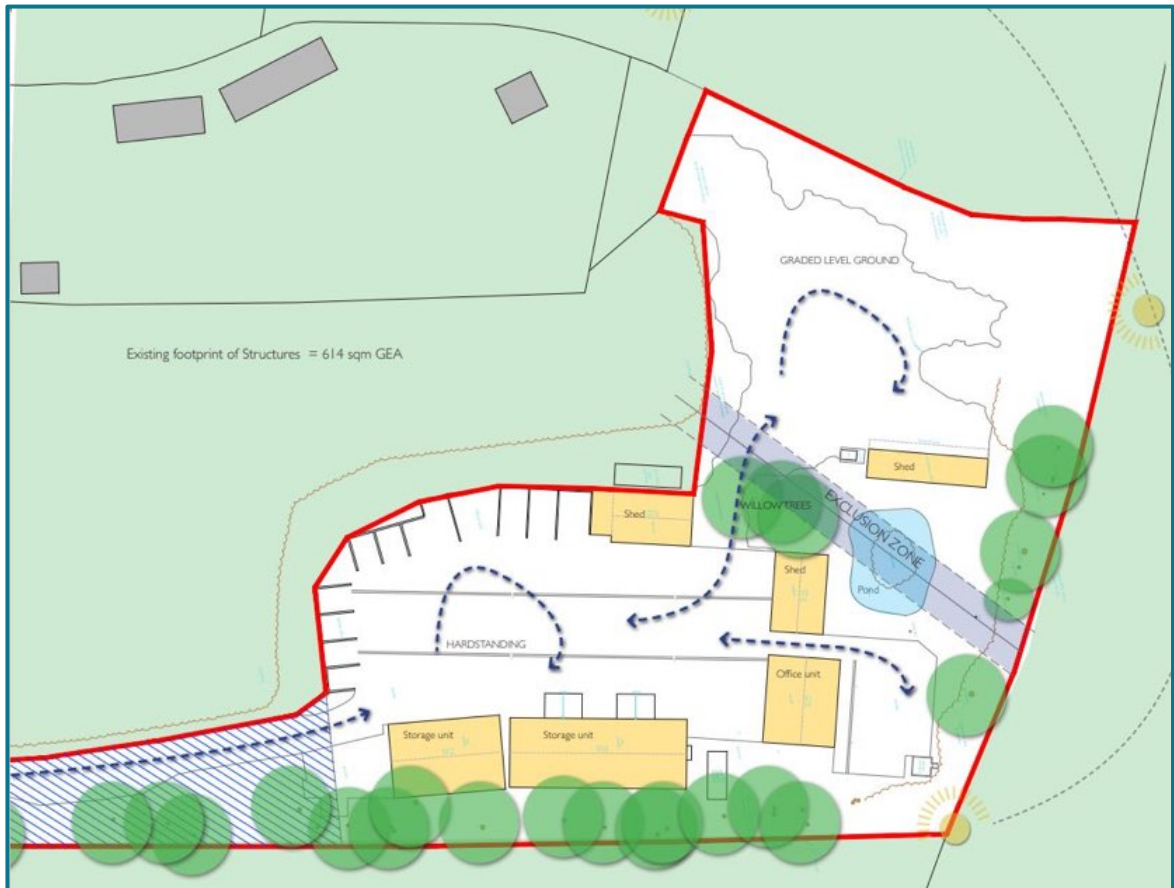 GRADED LEVEL GROUND
Existing footprint of Structures = 614 sqm GEA
Shed
EXCLUSION ZONE
WILLOW TREES
Shed
Shed
Pond
HARDSTANDING
Office unit
Storage unit
Storage unit